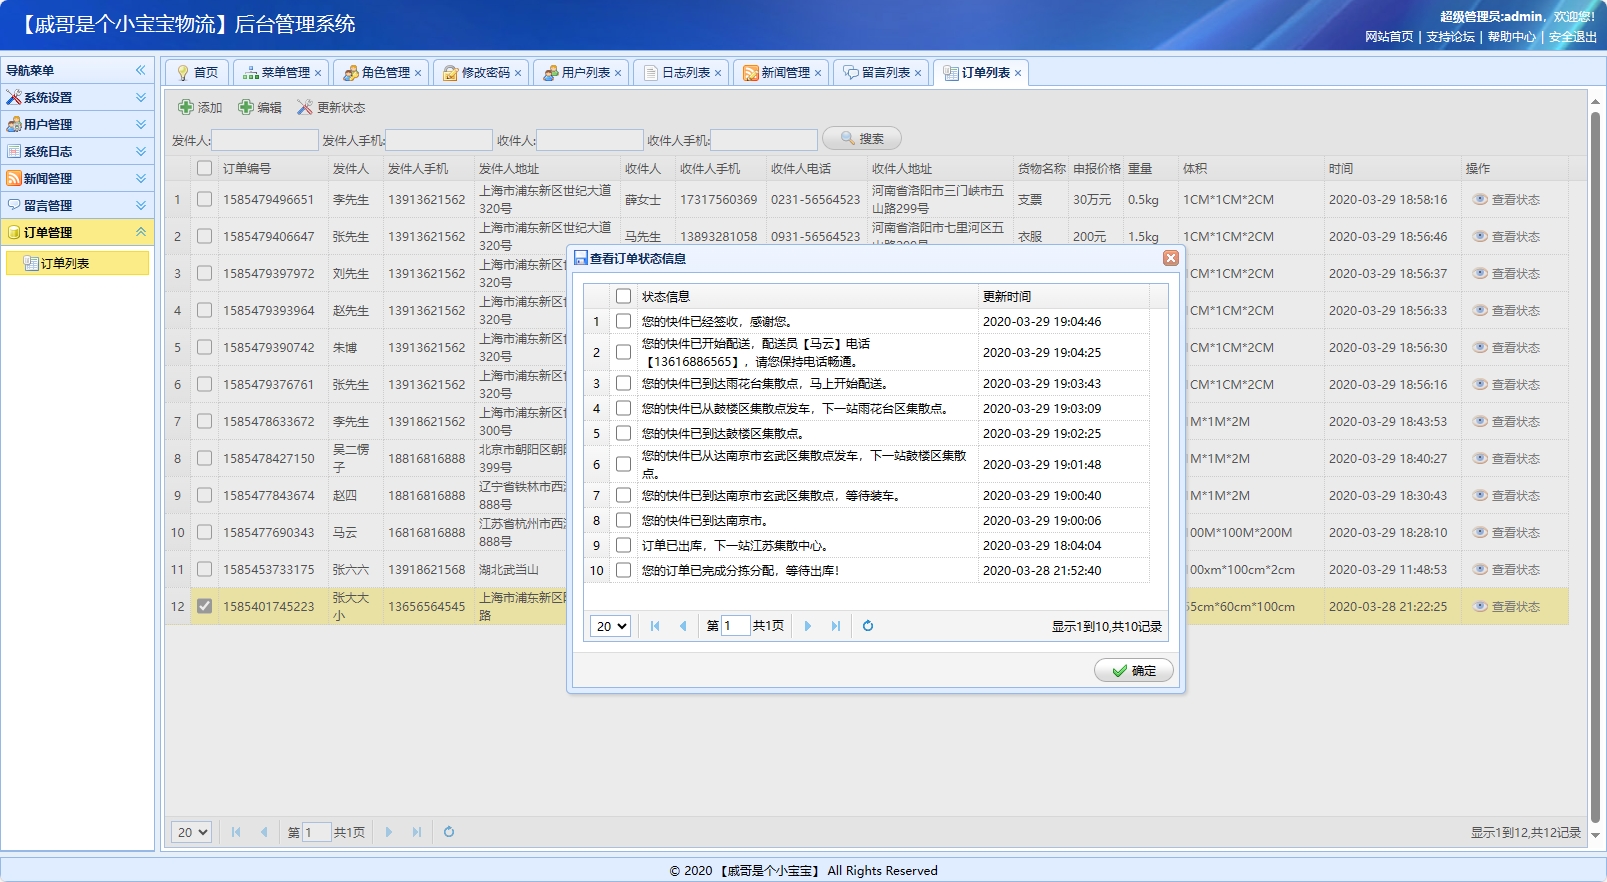 【戚哥是个小宝宝物流】后台管理系统
超级管理员:admin，欢迎您！
网站首页 | 支持论坛 | 帮助中心 | 安全退出
导航菜单
系统设置
用户管理
系统日志
新闻管理
留言管理
订单管理
订单列表
首页 菜单管理 角色管理 修改密码 用户列表 日志列表 新闻管理 留言列表 订单列表
添加 编辑 更新状态
发件人: 发件人手机: 收件人: 收件人手机: 搜索
订单编号 发件人 发件人手机 发件人地址 收件人 收件人手机 收件人电话 收件人地址 货物名称 申报价格 重量 体积 时间 操作
1 1585479496651 李先生 13913621562 上海市浦东新区世纪大道320号 薛女士 17317560369 0231-56564523 河南省洛阳市三门峡市五山路299号 支票 30万元 0.5kg 1CM*1CM*2CM 2020-03-29 18:58:16 查看状态
2 1585479406647 张先生 13913621562 上海市浦东新区世纪大道320号 马先生 13893281058 0931-56564523 河南省洛阳市七里河区五 衣服 200元 1.5kg 1CM*1CM*2CM 2020-03-29 18:56:46 查看状态
3 1585479397972 刘先生 13913621562 上海市浦东新区 320号 CM*1CM*2CM 2020-03-29 18:56:37 查看状态
4 1585479393964 赵先生 13913621562 上海市浦东新区 320号 CM*1CM*2CM 2020-03-29 18:56:33 查看状态
5 1585479390742 朱博 13913621562 上海市浦东新区 320号 CM*1CM*2CM 2020-03-29 18:56:30 查看状态
6 1585479376761 张先生 13913621562 上海市浦东新区 320号 CM*1CM*2CM 2020-03-29 18:56:16 查看状态
7 1585478633672 李先生 13918621562 上海市浦东新区 300号 M*1M*2M 2020-03-29 18:43:53 查看状态
8 1585478427150 吴二愣子 18816816888 北京市朝阳区朝 399号 M*1M*2M 2020-03-29 18:40:27 查看状态
9 1585477843674 赵四 18816816888 辽宁省铁林市西 888号 M*1M*2M 2020-03-29 18:30:43 查看状态
10 1585477690343 马云 16816816888 江苏省杭州市西 888号 00M*100M*200M 2020-03-29 18:28:10 查看状态
11 1585453733175 张六六 13918621568 湖北武当山 00xm*100cm*2cm 2020-03-29 11:48:53 查看状态
12 1585401745223 张大大小 13656564545 上海市浦东新区 路 5cm*60cm*100cm 2020-03-28 21:22:25 查看状态
查看订单状态信息
状态信息 更新时间
1 您的快件已经签收，感谢您。 2020-03-29 19:04:46
2 您的快件已开始配送，配送员【马云】电话 2020-03-29 19:04:25
【13616886565】，请您保持电话畅通。
3 您的快件已到达雨花台集散点，马上开始配送。 2020-03-29 19:03:43
4 您的快件已从鼓楼区集散点发车，下一站雨花台区集散点。 2020-03-29 19:03:09
5 您的快件已到达鼓楼区集散点。 2020-03-29 19:02:25
6 您的快件已从达南京市玄武区集散点发车，下一站鼓楼区集散 2020-03-29 19:01:48
点。
7 您的快件已到达南京市玄武区集散点，等待装车。 2020-03-29 19:00:40
8 您的快件已到达南京市。 2020-03-29 19:00:06
9 订单已出库，下一站江苏集散中心。 2020-03-29 18:04:04
10 您的订单已完成分拣分配，等待出库！ 2020-03-28 21:52:40
20 第 1 共1页 显示1到10,共10记录
确定
20 第 1 共1页 显示1到12,共12记录
© 2020 【戚哥是个小宝宝】 All Rights Reserved